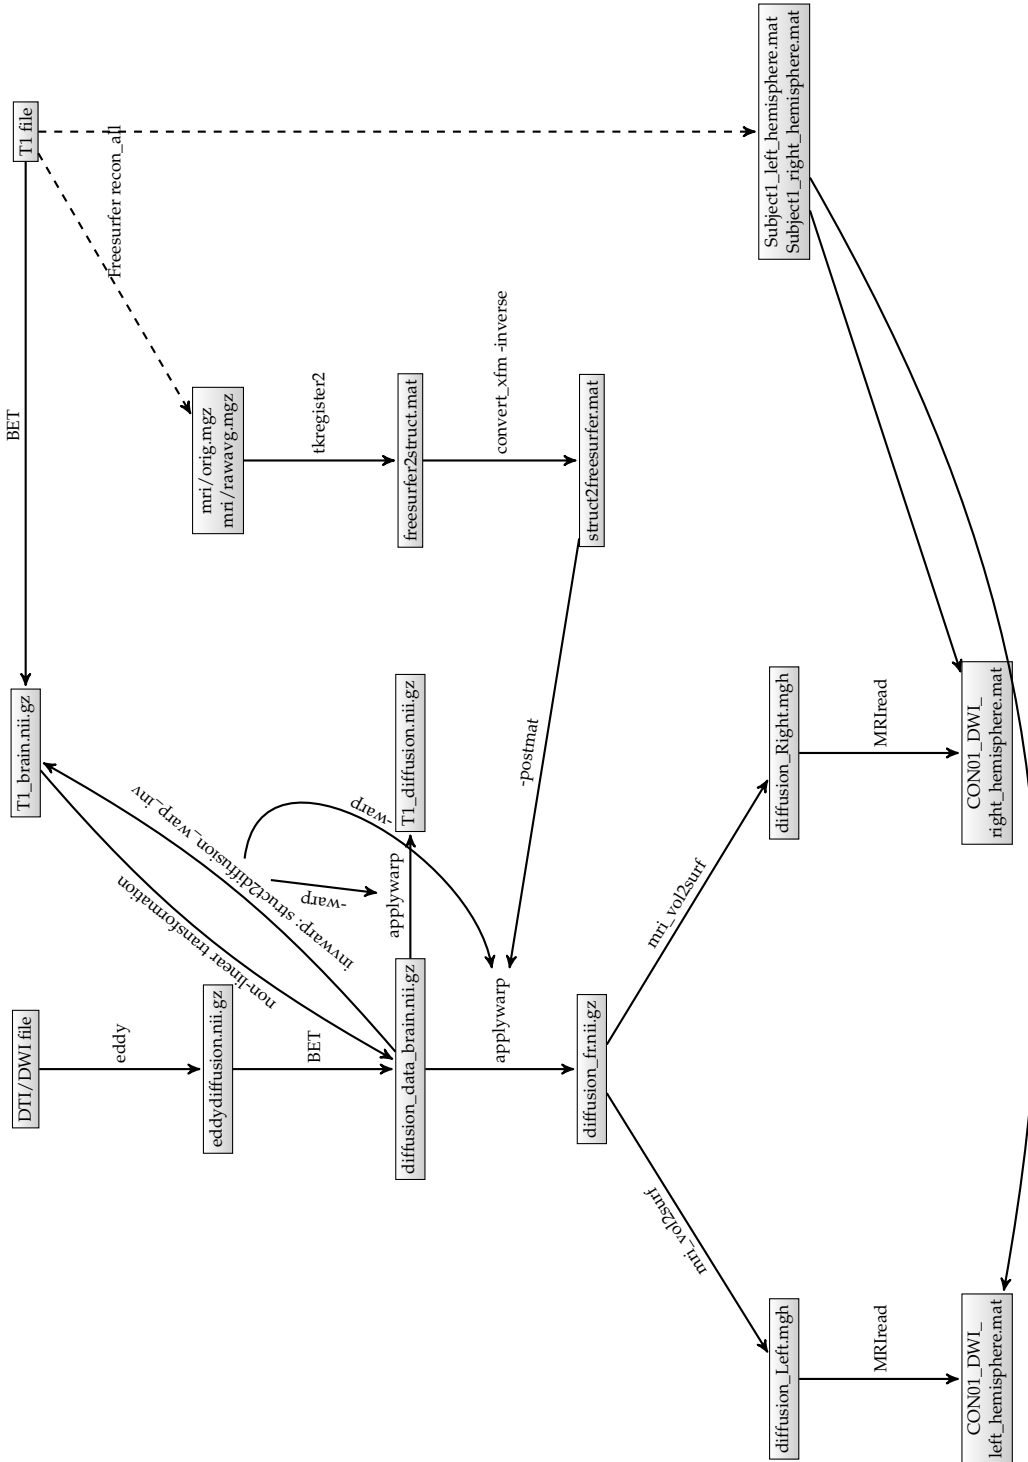 DTI/DWI file
T1_brain.nii.gz
T1 file
BET
eddy
non-linear transformation
invwarp: struct2diffusion_warp_inv
Freesurfer recon_all
eddydiffusion.nii.gz
mri/orig.mgz
mri/rawavg.mgz
BET
-warp
-warp
applywarp
tkregister2
diffusion_data_brain.nii.gz
T1_diffusion.nii.gz
freesurfer2struct.mat
applywarp
-postmat
convert_xfm -inverse
diffusion_fr.nii.gz
struct2freesurfer.mat
mri_vol2surf
mri_vol2surf
diffusion_Left.mgh
diffusion_Right.mgh
Subject1_left_hemisphere.mat
Subject1_right_hemisphere.mat
MRIread
MRIread
CON01_DWI_
left_hemisphere.mat
CON01_DWI_
right_hemisphere.mat